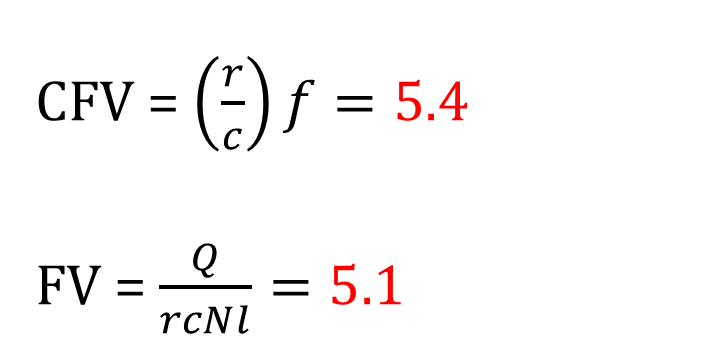 CFV = (r/c) f = 5.4
FV = Q/rcNl = 5.1